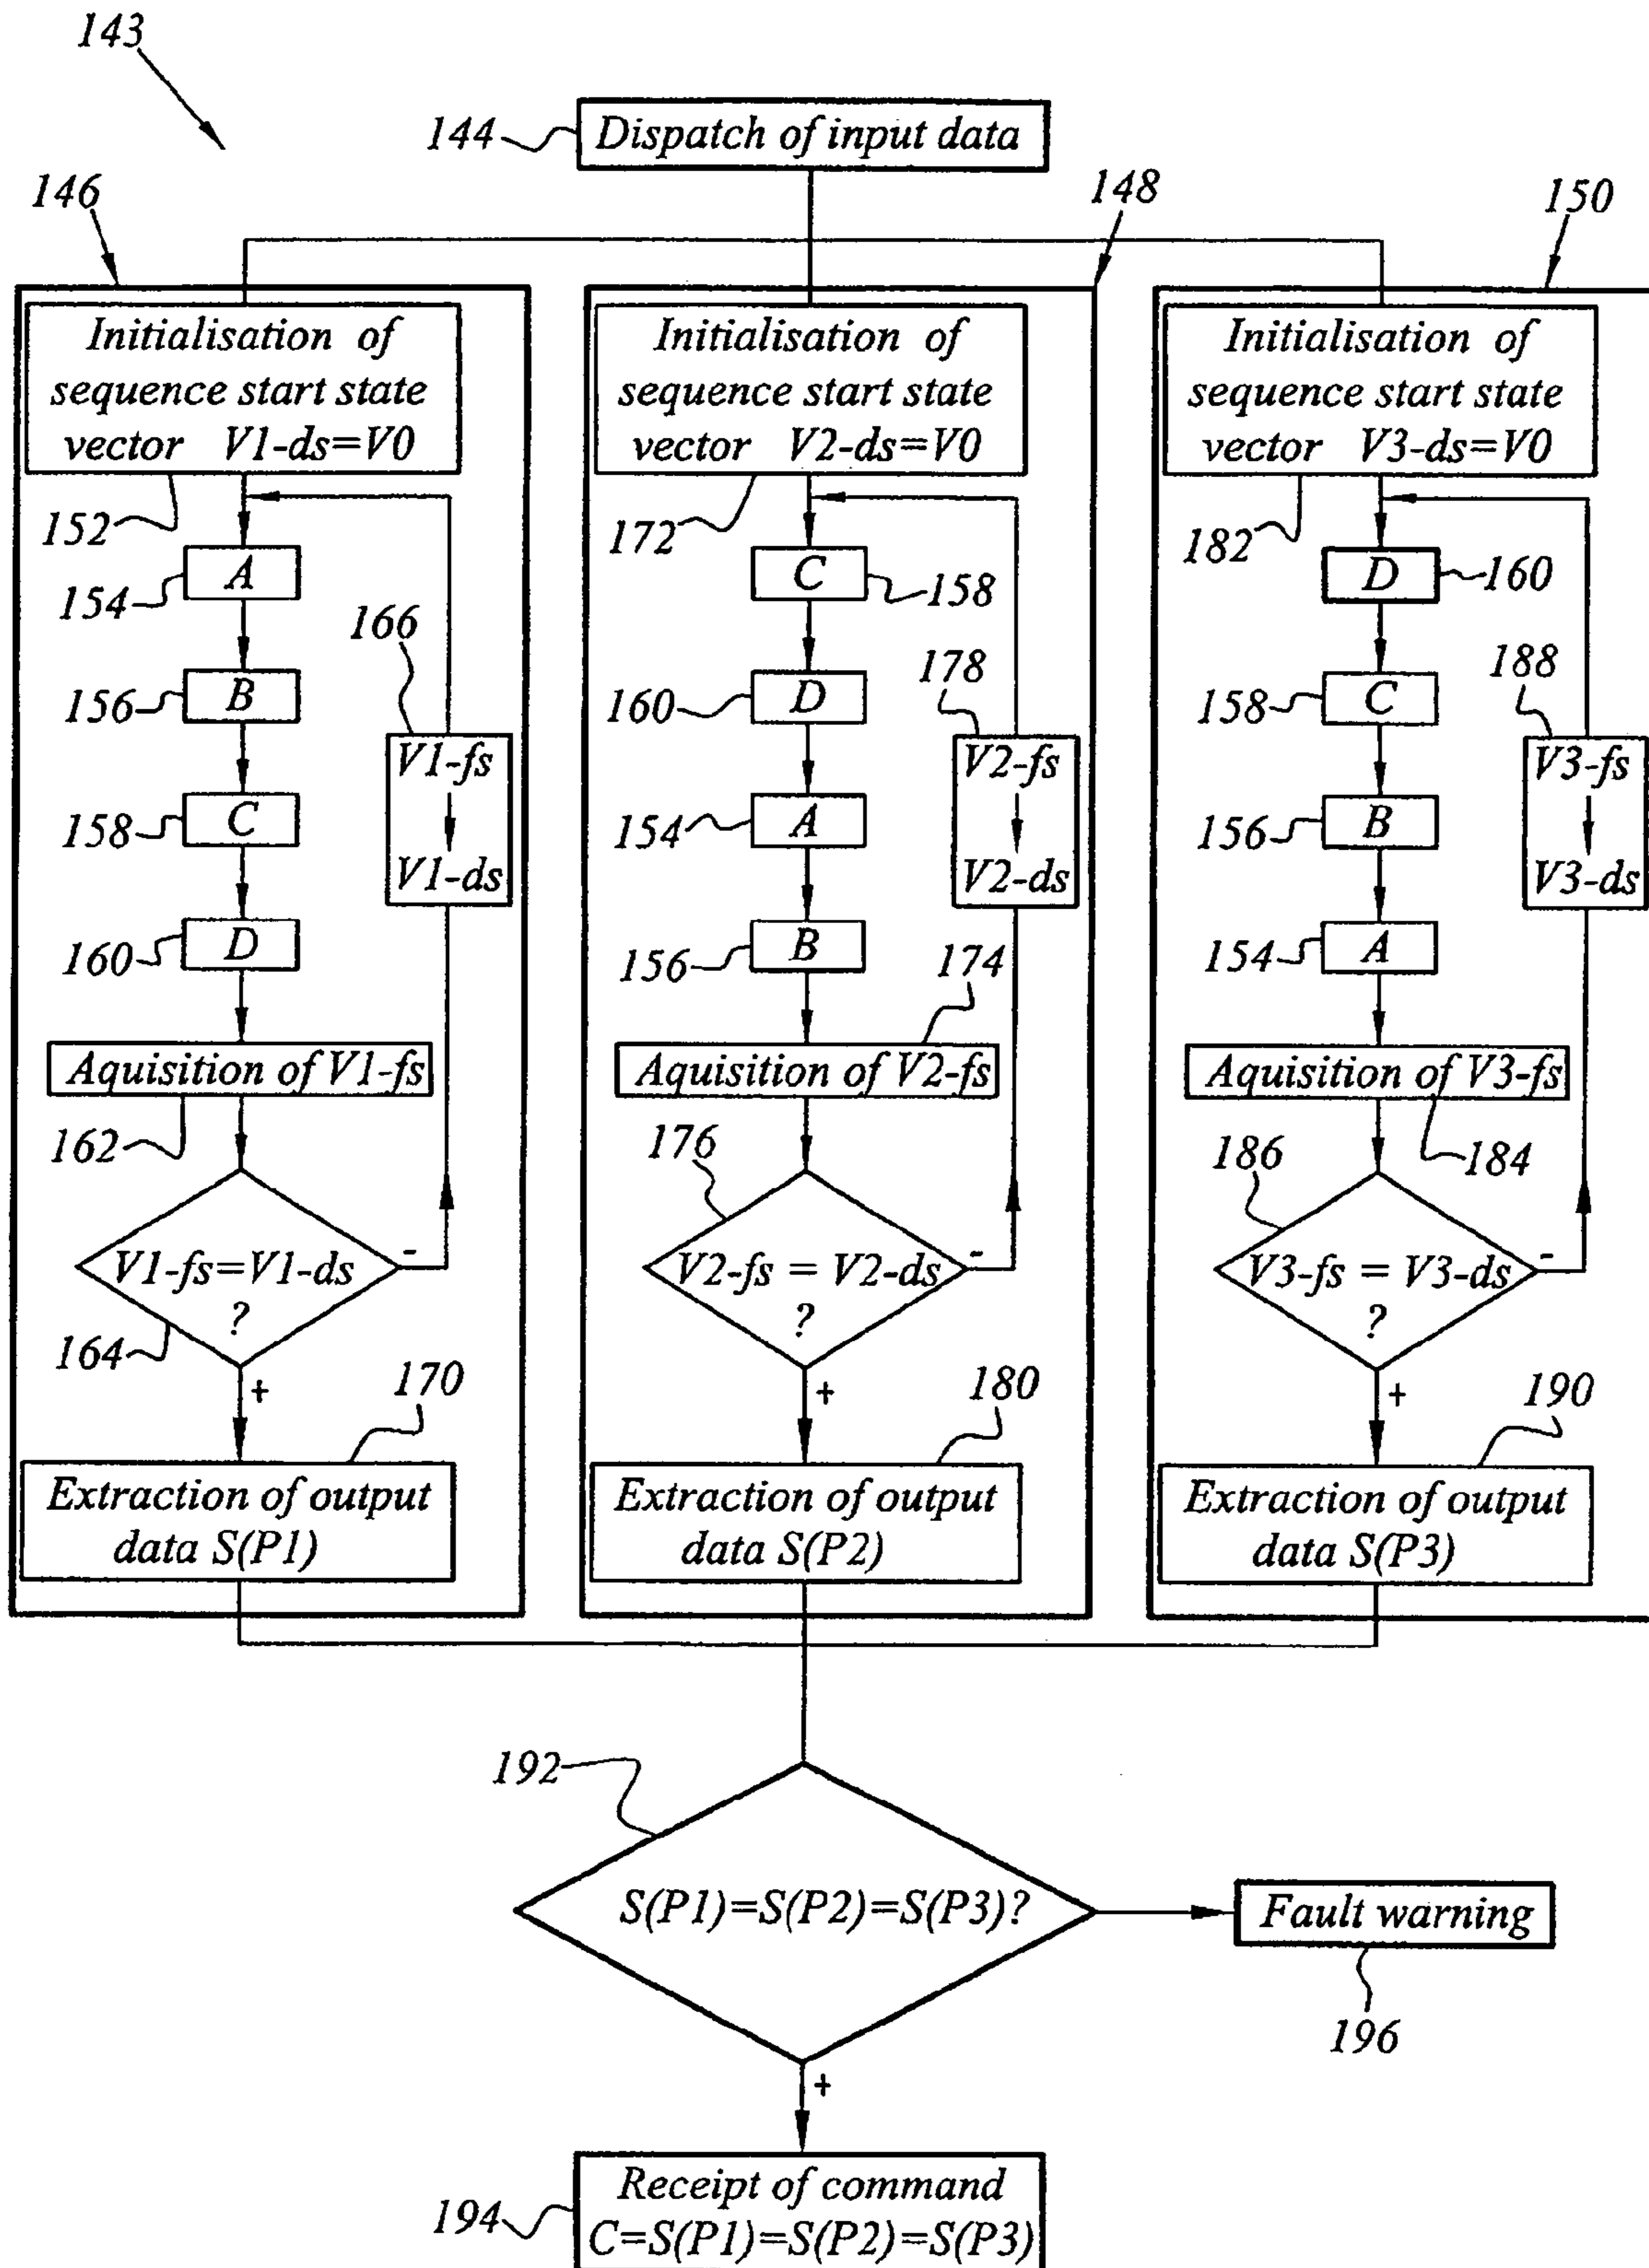 143
144
Dispatch of input data
146
148
150
Initialisation of
sequence start state
vector V1-ds=V0
152
A
154
166
B
156
V1-fs
V1-ds
C
158
D
160
Aquisition of V1-fs
162
V1-fs=V1-ds
?
-
164
+
170
Extraction of output
data S(P1)
Initialisation of
sequence start state
vector V2-ds=V0
172
C
158
178
D
160
V2-fs
V2-ds
A
154
B
156
174
Aquisition of V2-fs
176
V2-fs = V2-ds
?
-
+
180
Extraction of output
data S(P2)
Initialisation of
sequence start state
vector V3-ds=V0
182
D
160
188
C
158
V3-fs
V3-ds
B
156
A
154
Aquisition of V3-fs
186
184
V3-fs = V3-ds
?
-
+
190
Extraction of output
data S(P3)
192
S(P1)=S(P2)=S(P3)?
Fault warning
196
+
194
Receipt of command
C=S(P1)=S(P2)=S(P3)